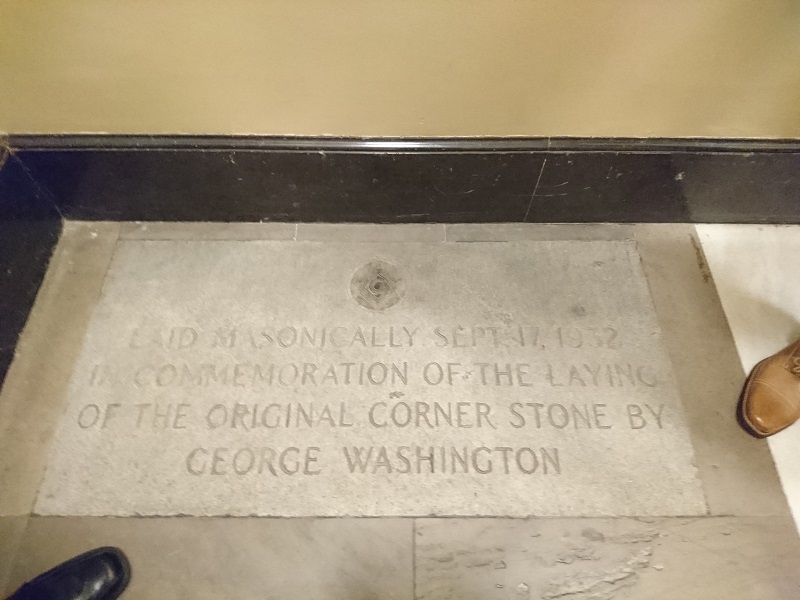 LAID MASONICALLY SEPT. 17, 1932
IN COMMEMORATION OF THE LAYING
OF THE ORIGINAL CORNER STONE BY
GEORGE WASHINGTON